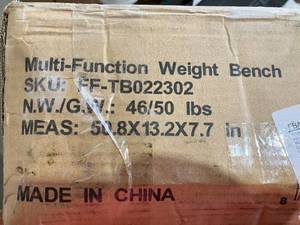 Multi-Function Weight Bench
SKU: FF-TB022302
N.W./G.W.: 46/50 lbs
MEAS: 50.8X13.2X7.7 in
MADE IN CHINA